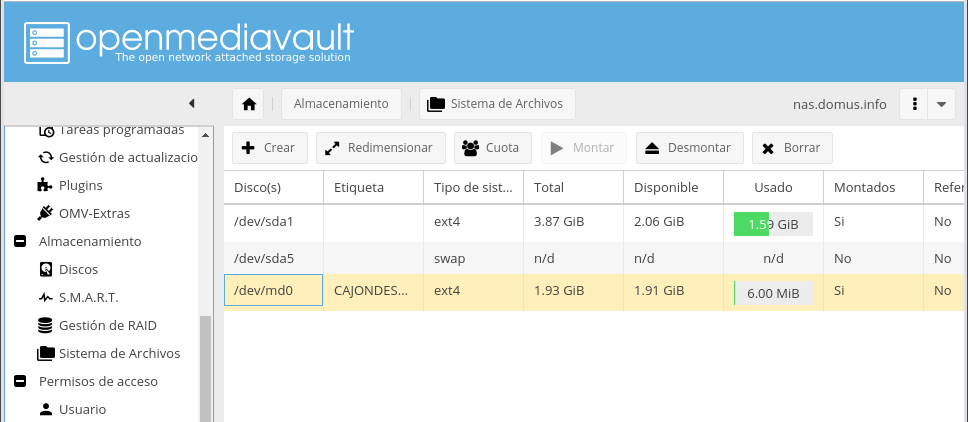 openmediavault
The open network attached storage solution
Almacenamiento
Sistema de Archivos
nas.domus.info
Tareas programadas
Gestión de actualizacio
Plugins
OMV-Extras
Almacenamiento
Discos
S.M.A.R.T.
Gestión de RAID
Sistema de Archivos
Permisos de acceso
Usuario
Crear Redimensionar Cuota Montar Desmontar Borrar
Disco(s) Etiqueta Tipo de sist... Total Disponible Usado Montados Refer
/dev/sda1 ext4 3.87 GiB 2.06 GiB 1.59 GiB Si No
/dev/sda5 swap n/d n/d n/d No No
/dev/md0 CAJONDES... ext4 1.93 GiB 1.91 GiB 6.00 MiB Si No